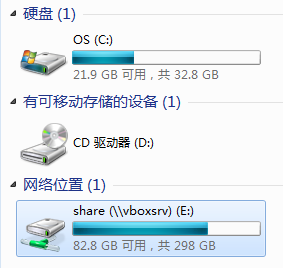 硬盘 (1)
OS (C:)
21.9 GB 可用，共 32.8 GB
有可移动存储的设备 (1)
CD 驱动器 (D:)
网络位置 (1)
share (\\vboxsrv) (E:)
82.8 GB 可用，共 298 GB